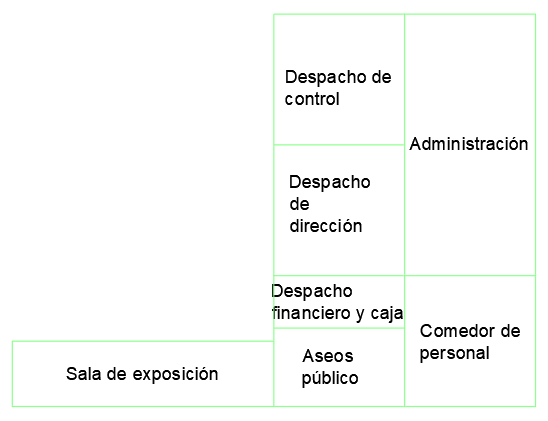 Despacho de
control
Administración
Despacho
de
dirección
Despacho
financiero y caja
Comedor de
personal
Aseos
público
Sala de exposición